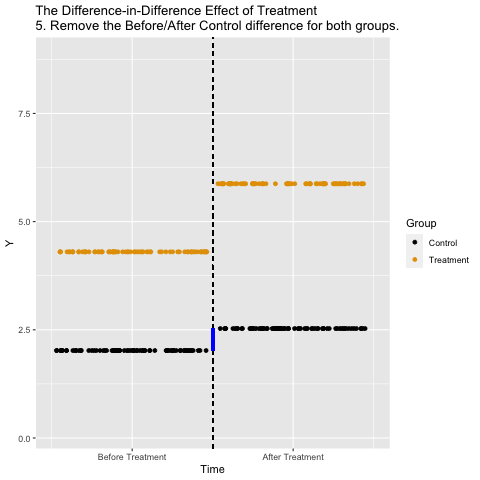 The Difference-in-Difference Effect of Treatment
5. Remove the Before/After Control difference for both groups.
7.5
5.0
2.5
0.0
Y
Before Treatment
After Treatment
Time
Group
Control
Treatment